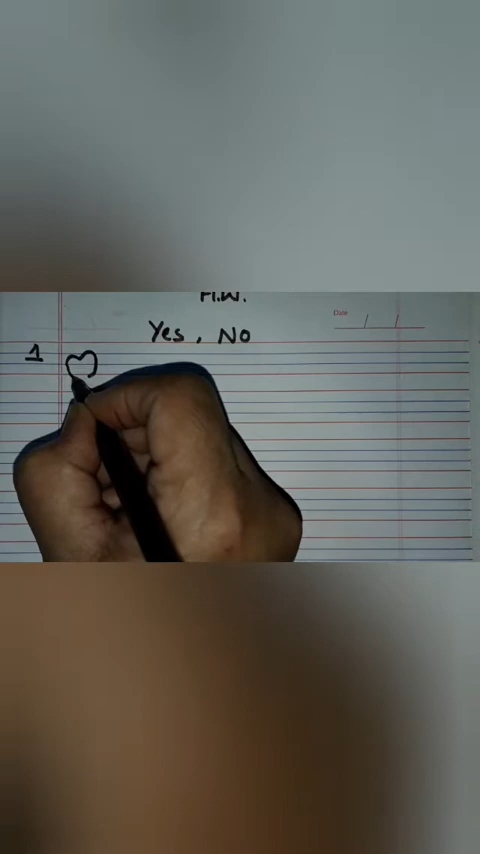 H.W.
Date / /
Yes, No
1